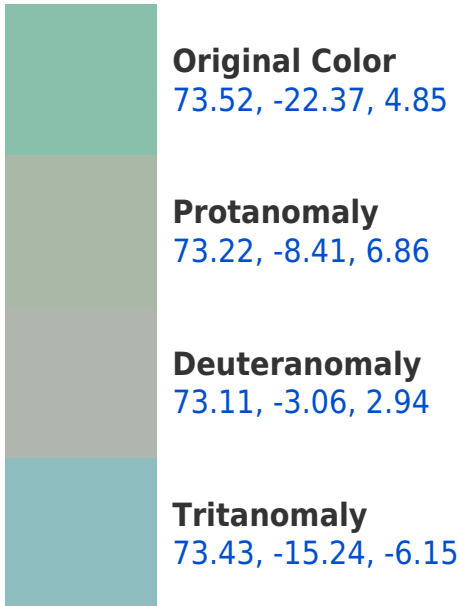 Original Color
73.52, -22.37, 4.85
Protanomaly
73.22, -8.41, 6.86
Deuteranomaly
73.11, -3.06, 2.94
Tritanomaly
73.43, -15.24, -6.15